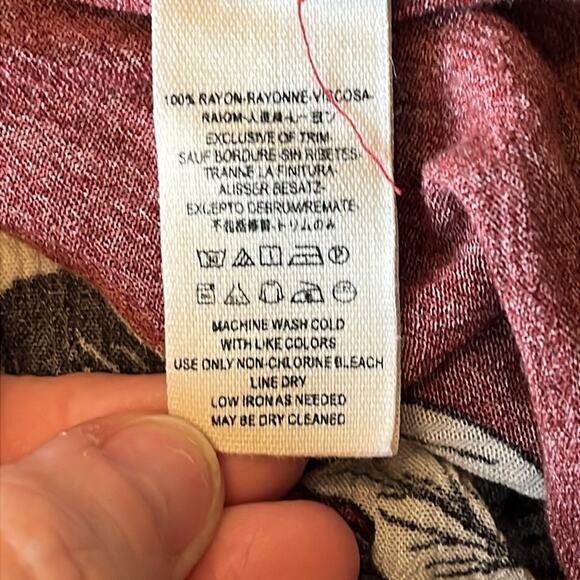 100% RAYON-RAYONNE-VISCOSA-
RAIOM-人造絲-レーヨン
EXCLUSIVE OF TRIM-
SAUF BORDURE-SIN RIBETES-
TRANNE LA FINITURA-
AUSSER BESATZ-
EXCEPTO DEBRUM/REMATE-
不包括修飾-トリムのみ
MACHINE WASH COLD
WITH LIKE COLORS
USE ONLY NON-CHLORINE BLEACH
LINE DRY
LOW IRON AS NEEDED
MAY BE DRY CLEANED